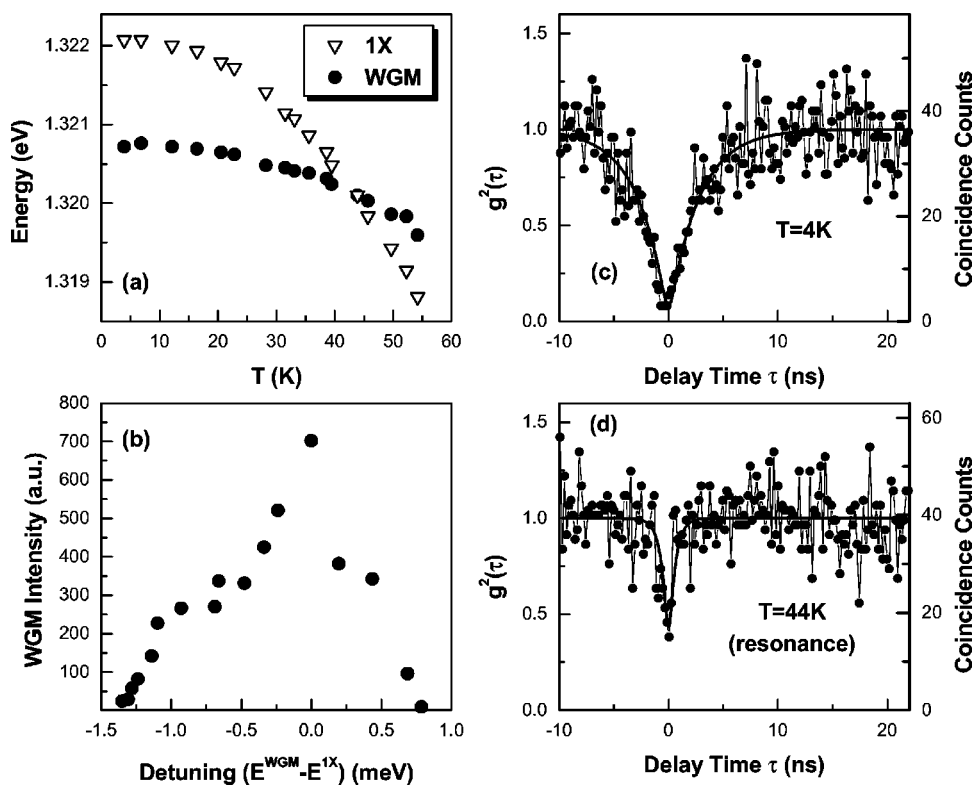 1X
WGM
1.322
1.321
1.320
1.319
Energy (eV)
(a)
0 10 20 30 40 50 60
T (K)
800
700
600
500
400
300
200
100
WGM Intensity (a.u.)
(b)
-1.5 -1.0 -0.5 0.0 0.5 1.0
Detuning (E^WGM-E^1X) (meV)
1.5
1.0
0.5
0.0
g²(τ)
(c)
T=4K
40
20
0
Coincidence Counts
-10 0 10 20
Delay Time τ (ns)
1.5
1.0
0.5
0.0
g²(τ)
(d)
T=44K
(resonance)
60
40
20
0
Coincidence Counts
-10 0 10 20
Delay Time τ (ns)